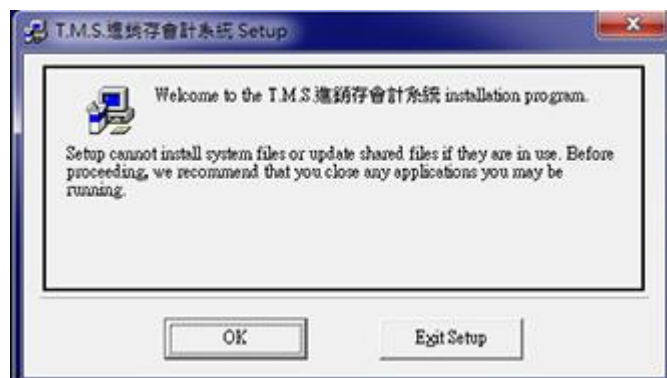 T.M.S.進銷存會計系統 Setup
Welcome to the T.M.S.進銷存會計系統 installation program.
Setup cannot install system files or update shared files if they are in use. Before
proceeding, we recommend that you close any applications you may be
running.
OK
Exit Setup